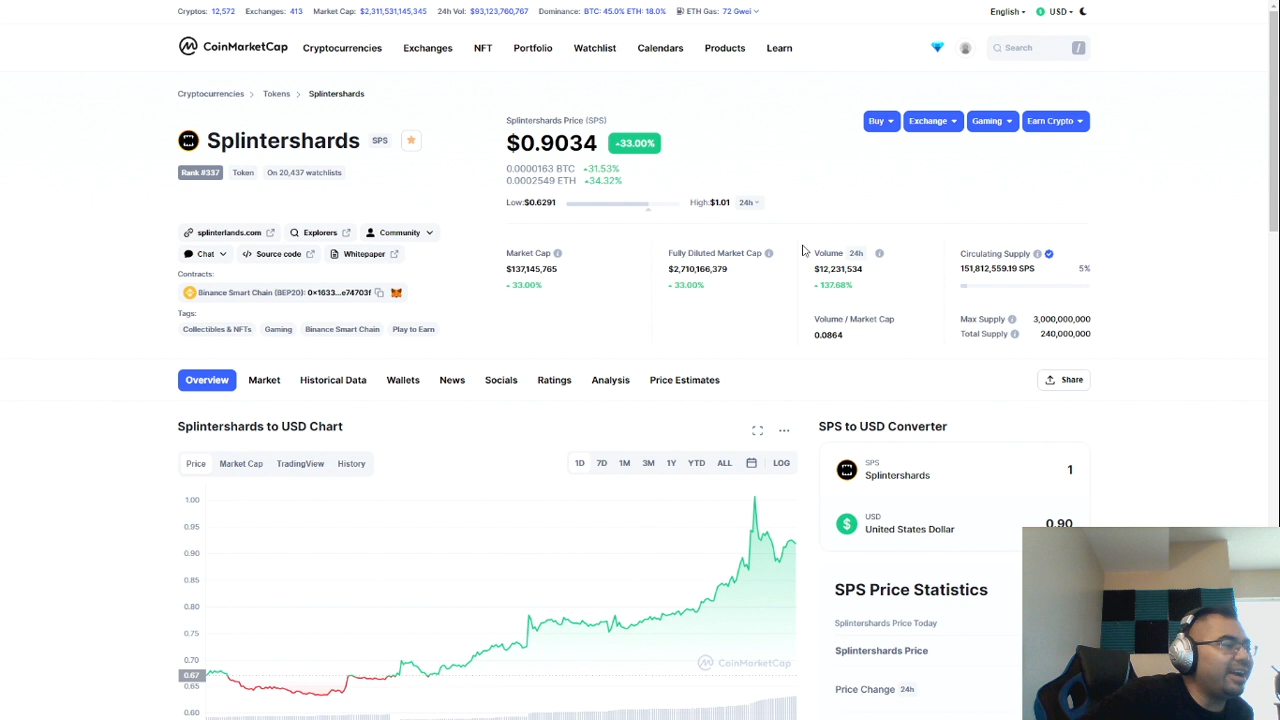 Cryptos: 12,572 Exchanges: 413 Market Cap: $2,311,531,145,345 24h Vol: $93,123,760,767 Dominance: BTC: 45.0% ETH: 18.0% ETH Gas: 72 Gwei English USD
CoinMarketCap Cryptocurrencies Exchanges NFT Portfolio Watchlist Calendars Products Learn Search /
Cryptocurrencies > Tokens > Splintershards
Splintershards SPS
Rank #337 Token On 20,437 watchlists
splinterlands.com Explorers Community
Chat Source code Whitepaper
Contracts:
Binance Smart Chain (BEP20): 0x1633...e74703f
Tags:
Collectibles & NFTs Gaming Binance Smart Chain Play to Earn
Splintershards Price (SPS)
$0.9034 33.00%
0.0000163 BTC 31.53%
0.0002549 ETH 34.32%
Low: $0.6291 High: $1.01 24h
Buy Exchange Gaming Earn Crypto
Market Cap
$137,145,765
33.00%
Fully Diluted Market Cap
$2,710,166,379
33.00%
Volume 24h
$12,231,534
137.68%
Volume / Market Cap
0.0864
Circulating Supply
151,812,559.19 SPS 5%
Max Supply 3,000,000,000
Total Supply 240,000,000
Overview Market Historical Data Wallets News Socials Ratings Analysis Price Estimates Share
Splintershards to USD Chart
Price Market Cap TradingView History 1D 7D 1M 3M 1Y YTD ALL LOG
1.00
0.95
0.90
0.85
0.80
0.75
0.70
0.67
0.65
0.60
CoinMarketCap
SPS to USD Converter
SPS
Splintershards 1
USD
United States Dollar 0.90
SPS Price Statistics
Splintershards Price Today
Splintershards Price
Price Change 24h